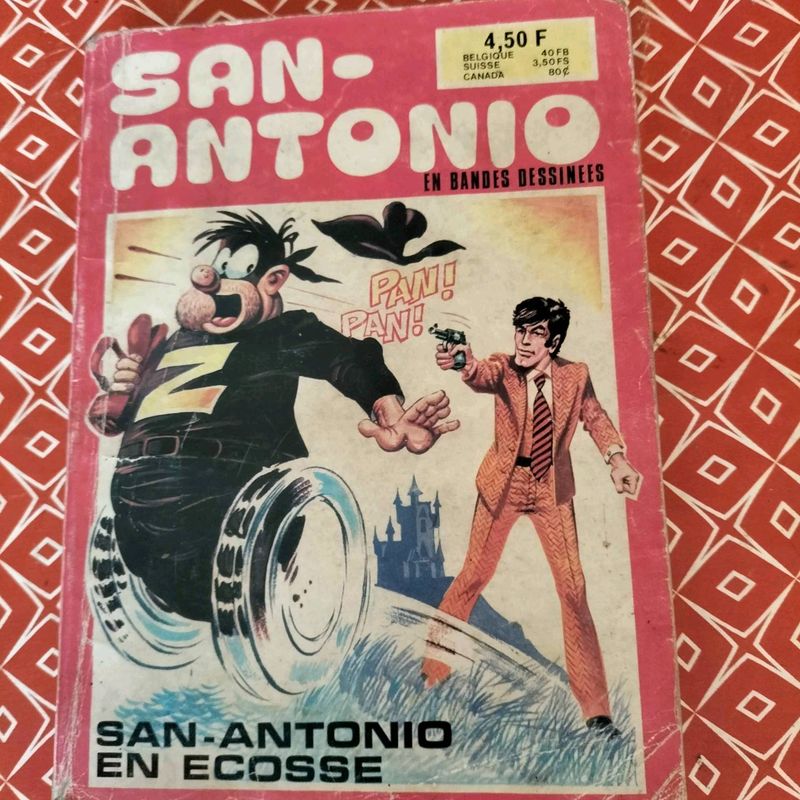 SAN-
ANTONIO
4,50 F
BELGIQUE 40 FB
SUISSE 3,50 FS
CANADA 80 ¢
EN BANDES DESSINEES
PAN!
PAN!
Z
SAN-ANTONIO
EN ECOSSE